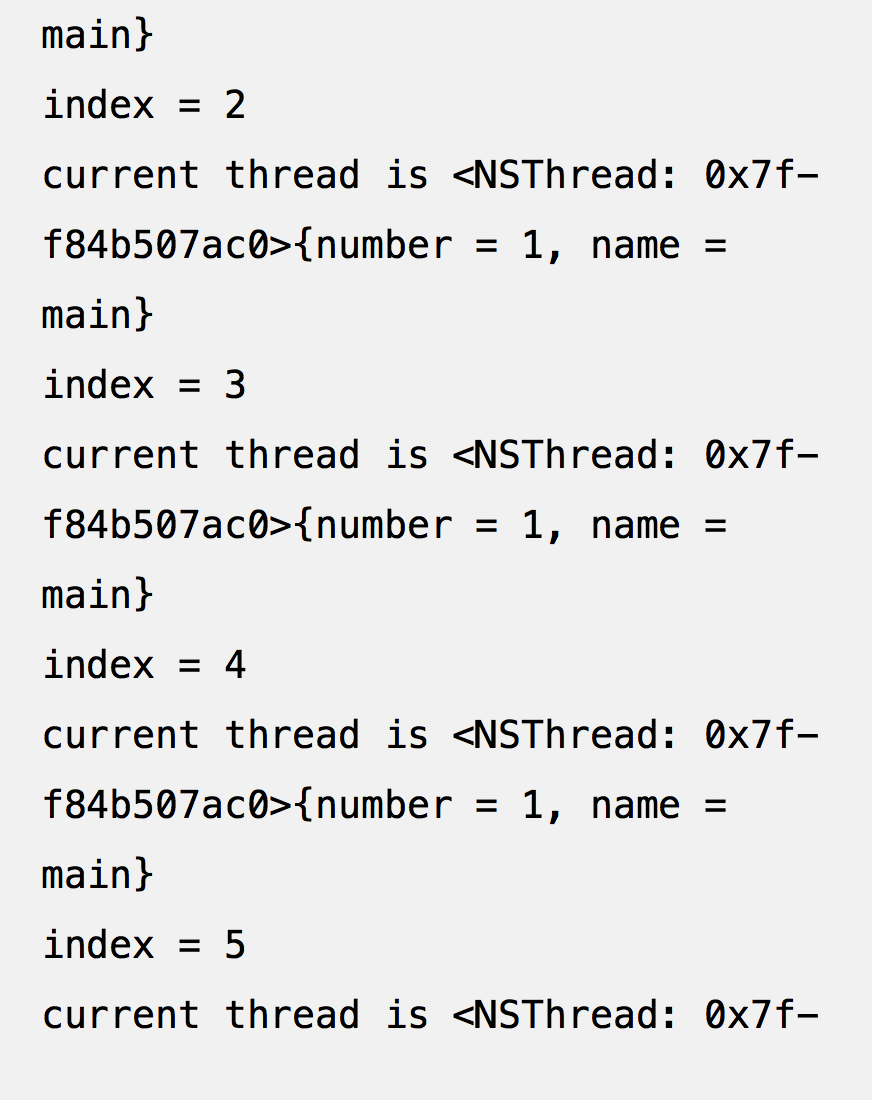 main}
index = 2
current thread is <NSThread: 0x7f-
f84b507ac0>{number = 1, name =
main}
index = 3
current thread is <NSThread: 0x7f-
f84b507ac0>{number = 1, name =
main}
index = 4
current thread is <NSThread: 0x7f-
f84b507ac0>{number = 1, name =
main}
index = 5
current thread is <NSThread: 0x7f-